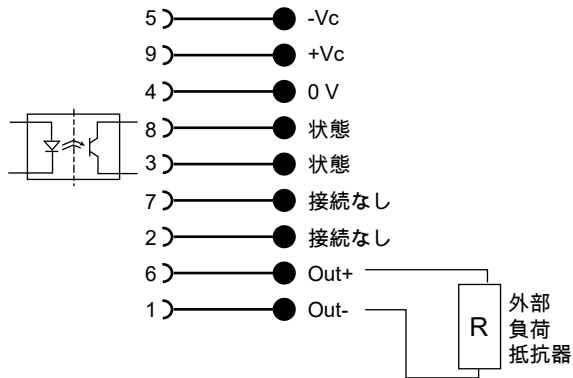 5 -Vc
9 +Vc
4 0 V
8 状態
3 状態
7 接続なし
2 接続なし
6 Out+
1 Out-
R
外部
負荷
抵抗器